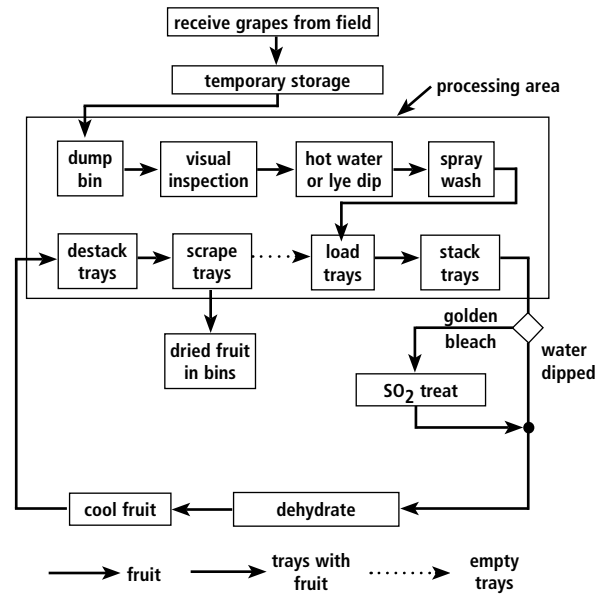 receive grapes from field
temporary storage
processing area
dump
bin
visual
inspection
hot water
or lye dip
spray
wash
destack
trays
scrape
trays
load
trays
stack
trays
golden
bleach
water
dipped
dried fruit
in bins
SO2 treat
cool fruit
dehydrate
fruit
trays with
fruit
empty
trays